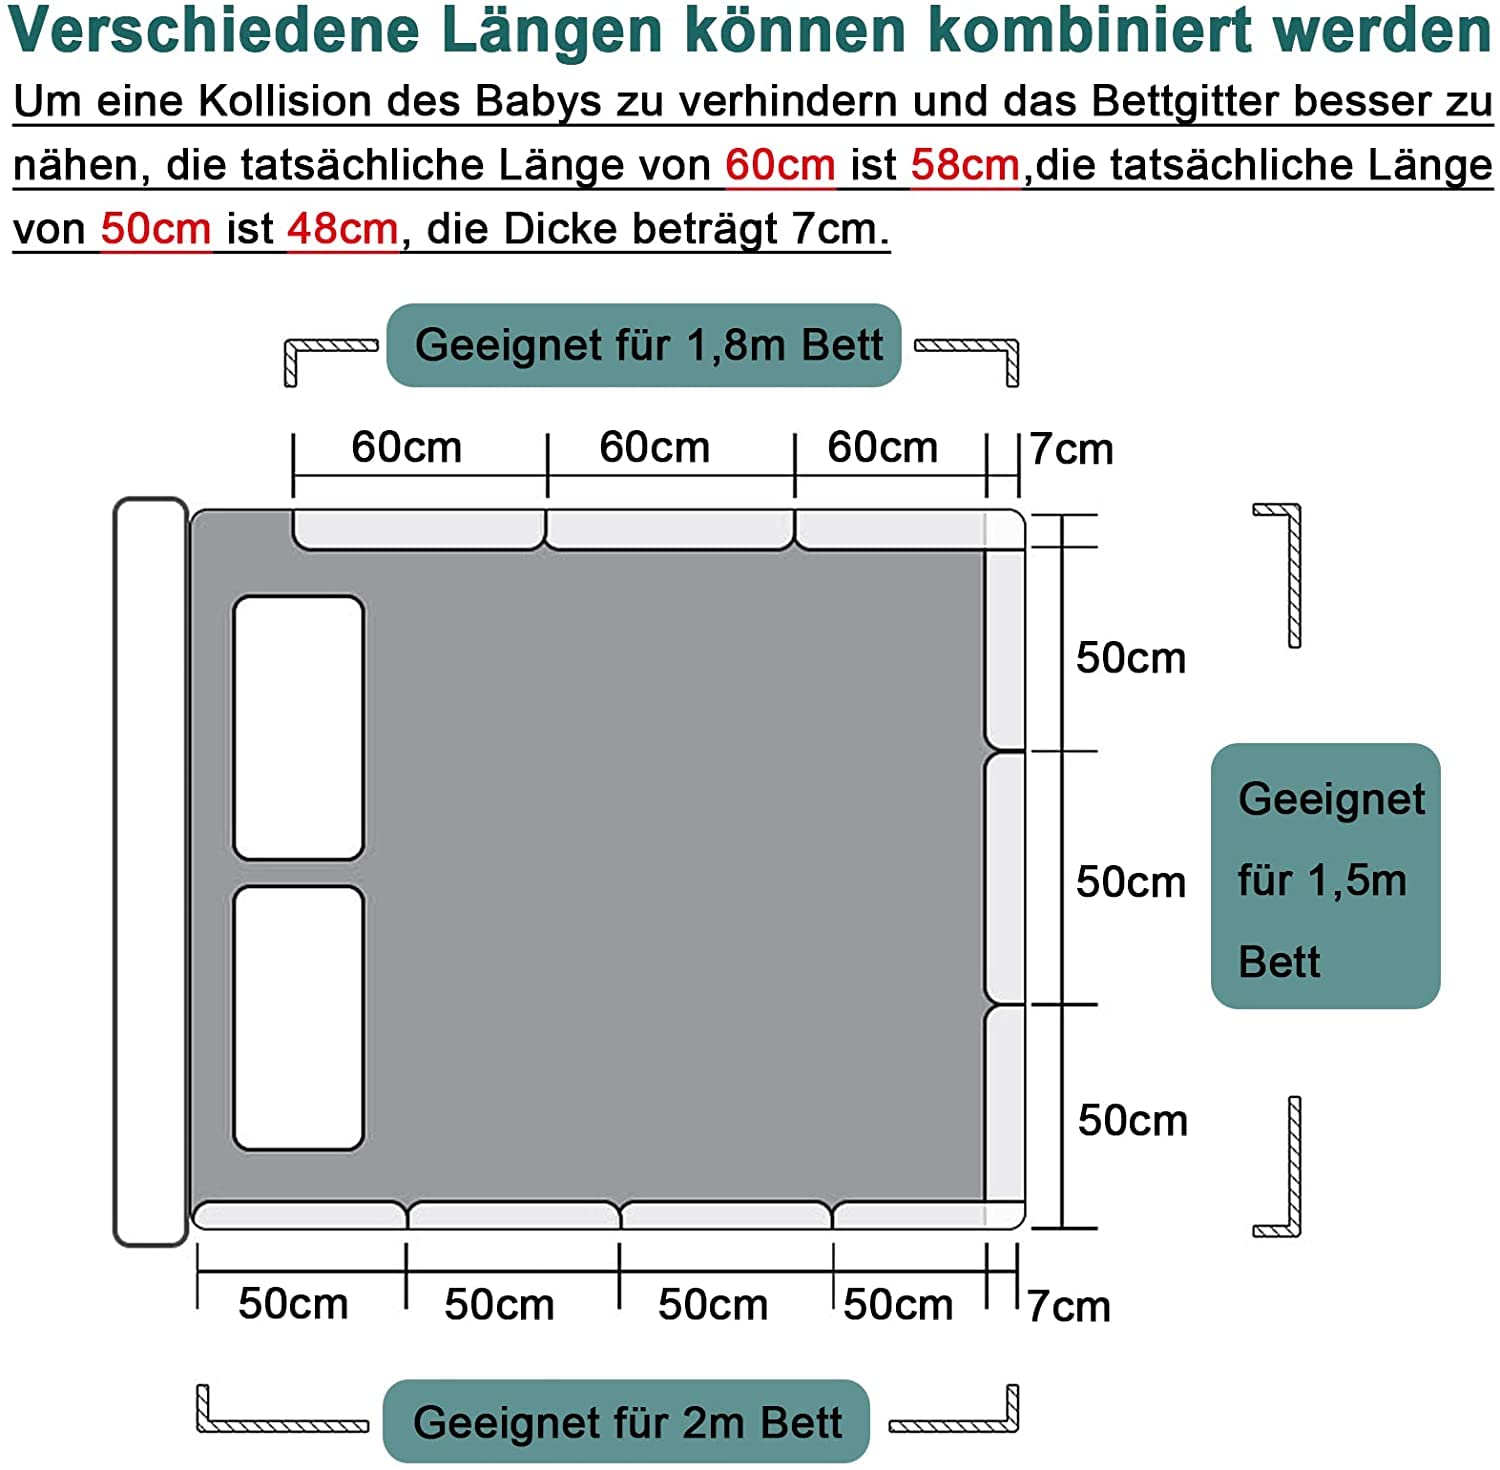 Verschiedene Längen können kombiniert werden
Um eine Kollision des Babys zu verhindern und das Bettgitter besser zu
nähen, die tatsächliche Länge von 60cm ist 58cm,die tatsächliche Länge
von 50cm ist 48cm, die Dicke beträgt 7cm.
Geeignet für 1,8m Bett
60cm 60cm 60cm 7cm
50cm
50cm
50cm
Geeignet
für 1,5m
Bett
50cm 50cm 50cm 50cm 7cm
Geeignet für 2m Bett